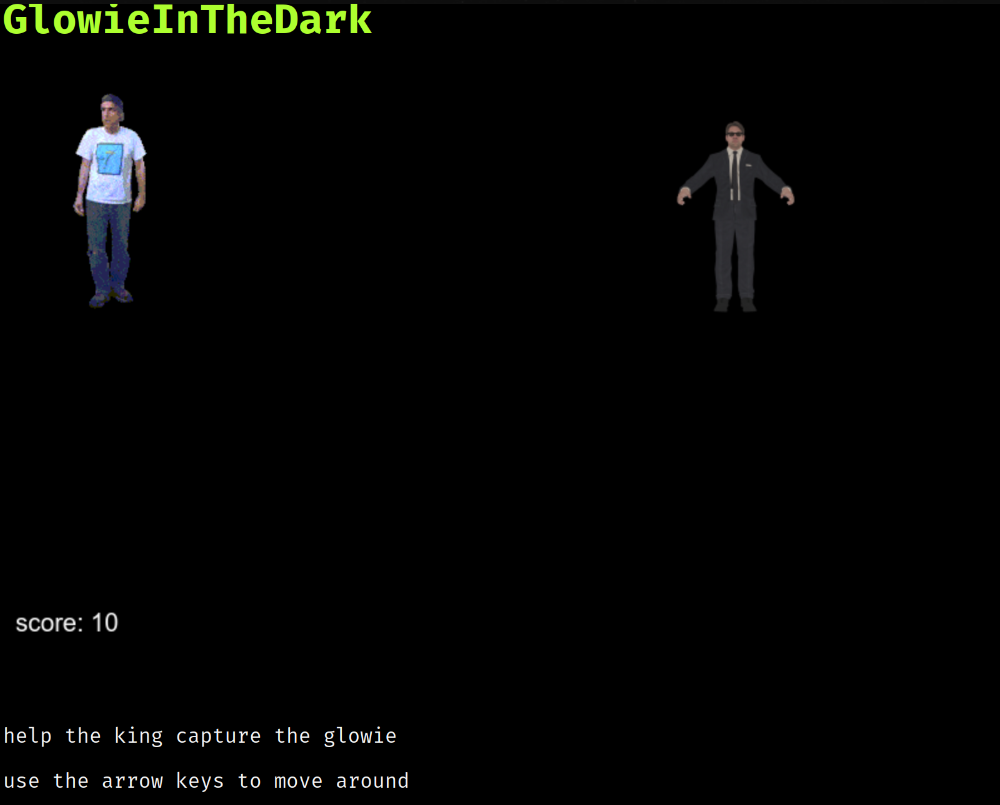 GlowieInTheDark
score: 10
help the king capture the glowie
use the arrow keys to move around